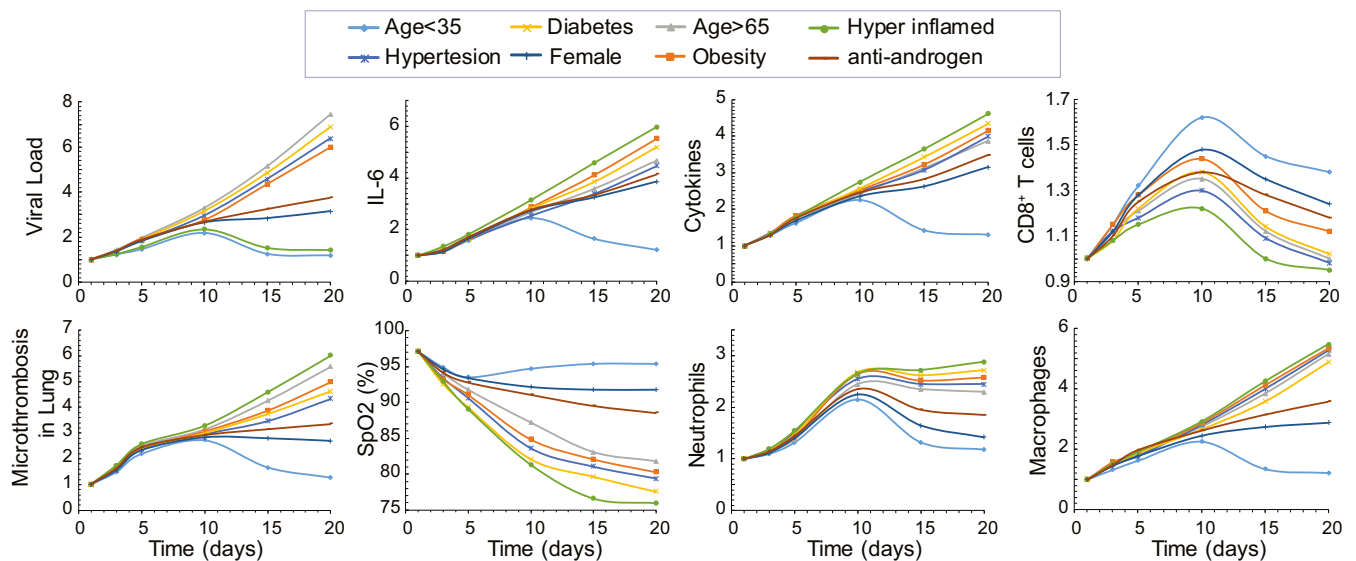 Age<35 Diabetes Age>65 Hyper inflamed
Hypertesion Female Obesity anti-androgen
Viral Load
8
6
4
2
0
0 5 10 15 20
IL-6
6
4
2
0
0 5 10 15 20
Cytokines
5
4
3
2
1
0
0 5 10 15 20
CD8+ T cells
1.7
1.5
1.3
1.1
0.9
0 5 10 15 20
Microthrombosis
in Lung
7
6
5
4
3
2
1
0
0 5 10 15 20
Time (days)
SpO2 (%)
100
95
90
85
80
75
0 5 10 15 20
Time (days)
Neutrophils
3
2
1
0
0 5 10 15 20
Time (days)
Macrophages
6
4
2
0
0 5 10 15 20
Time (days)